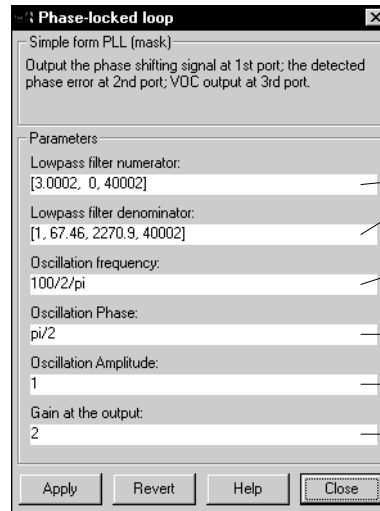 Phase-locked loop
Simple form PLL (mask)
Output the phase shifting signal at 1st port; the detected
phase error at 2nd port; VOC output at 3rd port.
Parameters
Lowpass filter numerator:
[3.0002, 0, 40002]
Lowpass filter denominator:
[1, 67.46, 2270.9, 40002]
Oscillation frequency:
100/2/pi
Oscillation Phase:
pi/2
Oscillation Amplitude:
1
Gain at the output:
2
Apply Revert Help Close